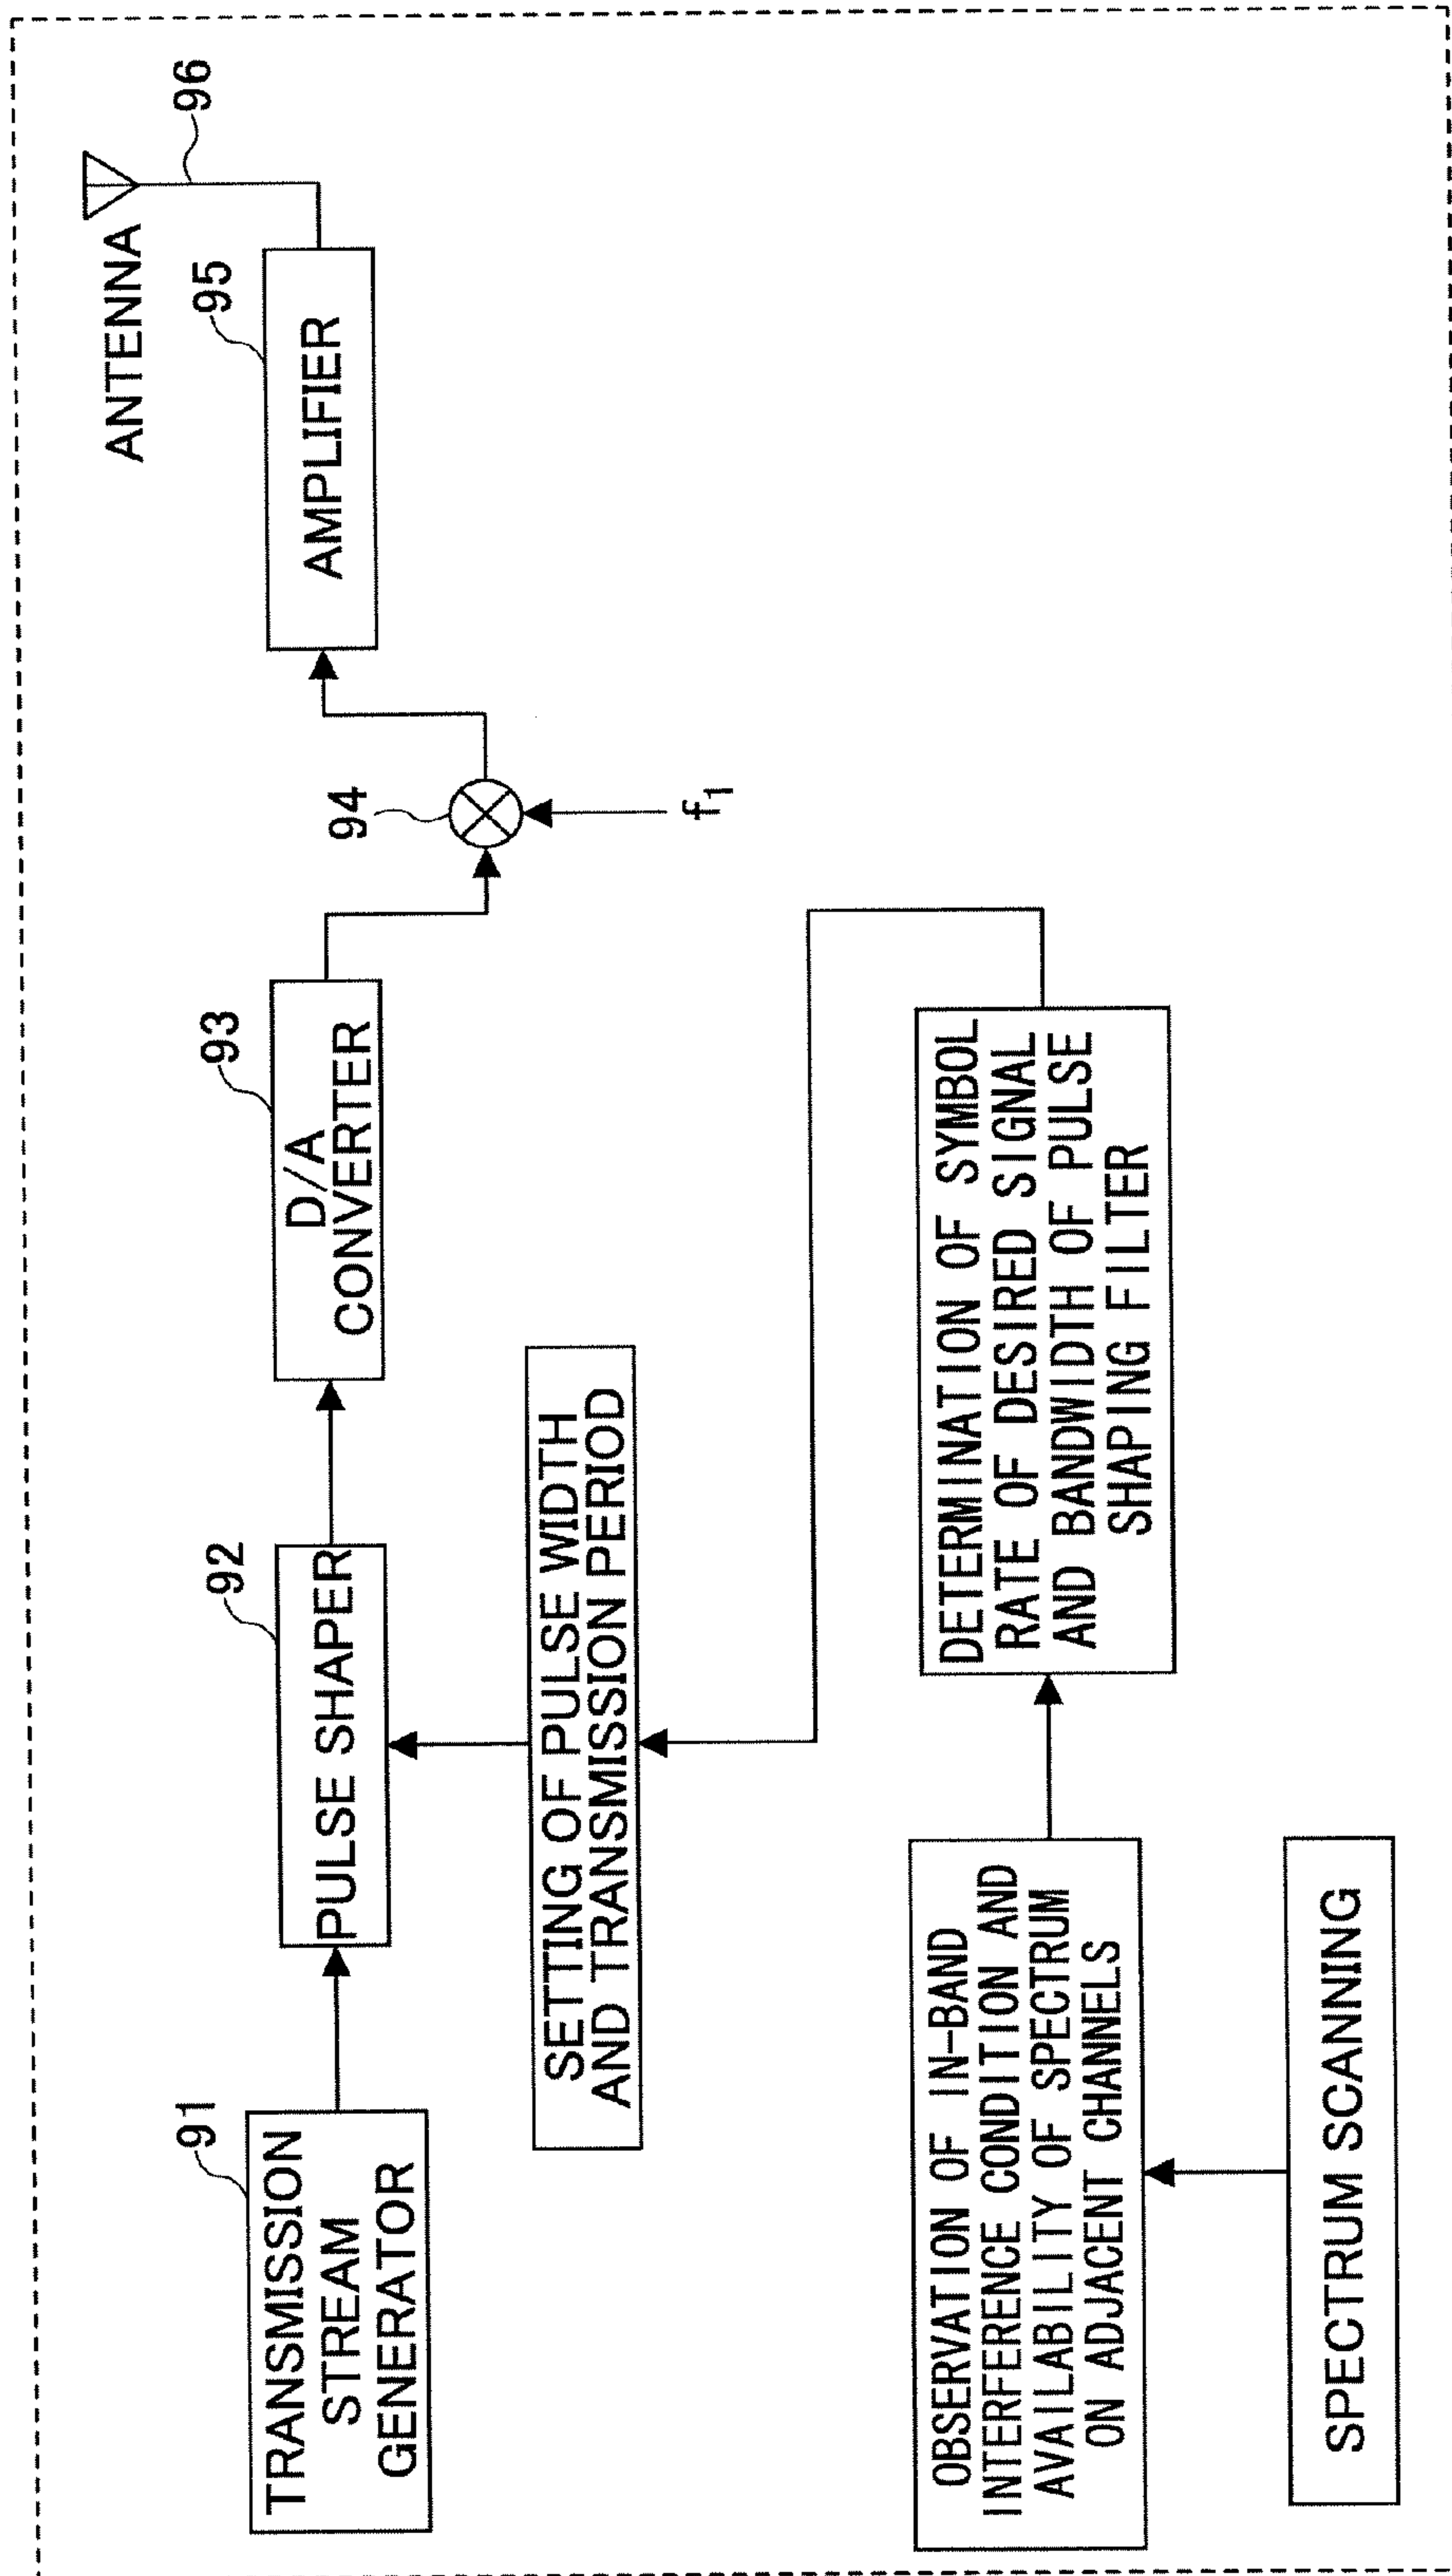 ANTENNA
96
91
TRANSMISSION
STREAM
GENERATOR
92
PULSE SHAPER
93
D/A
CONVERTER
94
f1
95
AMPLIFIER
SETTING OF PULSE WIDTH
AND TRANSMISSION PERIOD
OBSERVATION OF IN-BAND
INTERFERENCE CONDITION AND
AVAILABILITY OF SPECTRUM
ON ADJACENT CHANNELS
DETERMINATION OF SYMBOL
RATE OF DESIRED SIGNAL
AND BANDWIDTH OF PULSE
SHAPING FILTER
SPECTRUM SCANNING